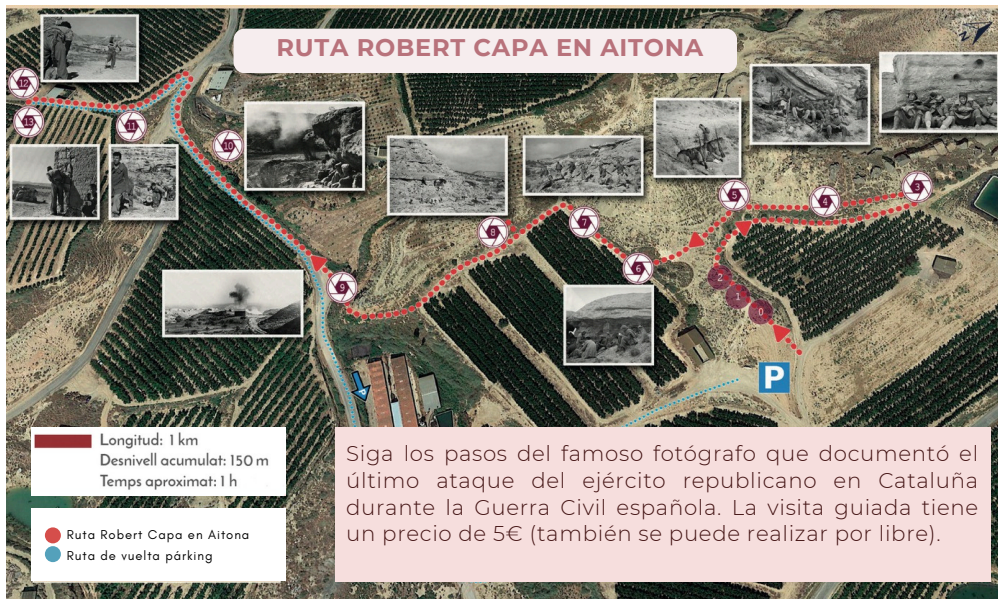 RUTA ROBERT CAPA EN AITONA
12
13
11
10
9
8
7
6
5
4
3
2
1
0
P
Longitud: 1 km
Desnivell acumulat: 150 m
Temps aproximat: 1 h
Ruta Robert Capa en Aitona
Ruta de vuelta párking
Siga los pasos del famoso fotógrafo que documentó el
último ataque del ejército republicano en Cataluña
durante la Guerra Civil española. La visita guiada tiene
un precio de 5€ (también se puede realizar por libre).